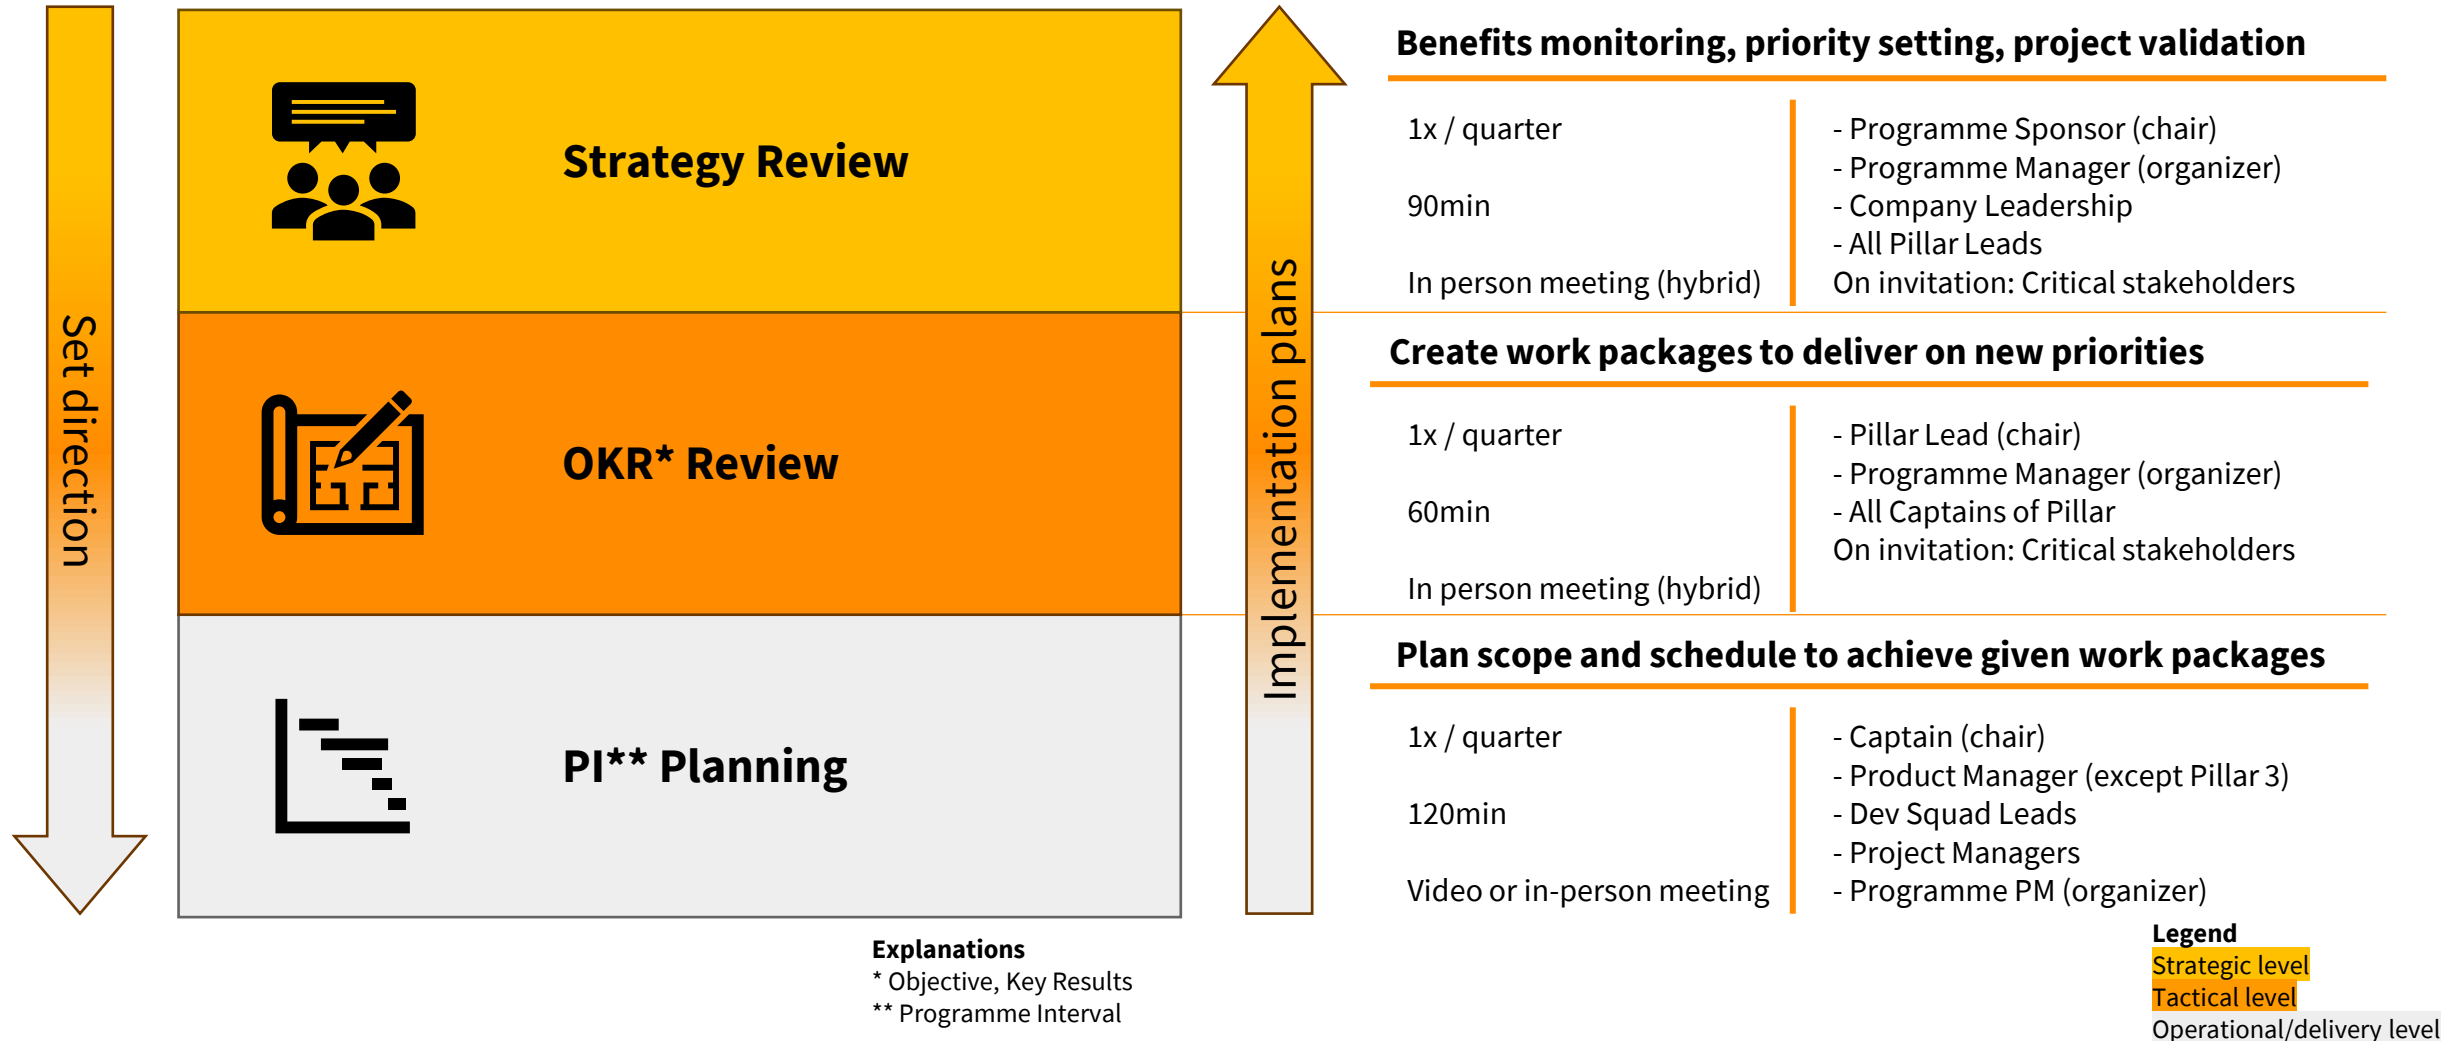 Set direction
Strategy Review
OKR* Review
PI** Planning
Implementation plans
Benefits monitoring, priority setting, project validation
1x / quarter
90min
In person meeting (hybrid)
- Programme Sponsor (chair)
- Programme Manager (organizer)
- Company Leadership
- All Pillar Leads
On invitation: Critical stakeholders
Create work packages to deliver on new priorities
1x / quarter
60min
In person meeting (hybrid)
- Pillar Lead (chair)
- Programme Manager (organizer)
- All Captains of Pillar
On invitation: Critical stakeholders
Plan scope and schedule to achieve given work packages
1x / quarter
120min
Video or in-person meeting
- Captain (chair)
- Product Manager (except Pillar 3)
- Dev Squad Leads
- Project Managers
- Programme PM (organizer)
Explanations
* Objective, Key Results
** Programme Interval
Legend
Strategic level
Tactical level
Operational/delivery level